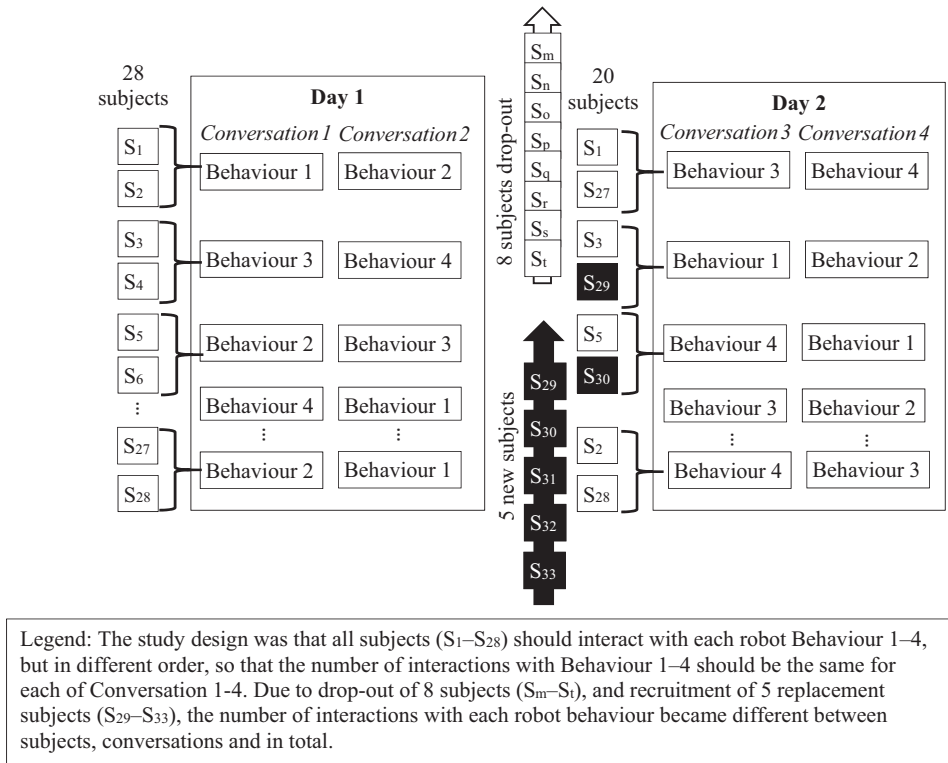 28
subjects
Day 1
Conversation 1 Conversation 2
S1
S2
Behaviour 1 Behaviour 2
S3
S4
Behaviour 3 Behaviour 4
S5
S6
Behaviour 2 Behaviour 3
⋮
Behaviour 4 Behaviour 1
⋮ ⋮
S27
S28
Behaviour 2 Behaviour 1
8 subjects drop-out
Sm
Sn
So
Sp
Sq
Sr
Ss
St
5 new subjects
S29
S30
S31
S32
S33
20
subjects
Day 2
Conversation 3 Conversation 4
S1
S27
Behaviour 3 Behaviour 4
S3
S29
Behaviour 1 Behaviour 2
S5
S30
Behaviour 4 Behaviour 1
⋮
Behaviour 3 Behaviour 2
⋮ ⋮
S2
S28
Behaviour 4 Behaviour 3
Legend: The study design was that all subjects (S1–S28) should interact with each robot Behaviour 1–4,
but in different order, so that the number of interactions with Behaviour 1–4 should be the same for
each of Conversation 1-4. Due to drop-out of 8 subjects (Sm–St), and recruitment of 5 replacement
subjects (S29–S33), the number of interactions with each robot behaviour became different between
subjects, conversations and in total.